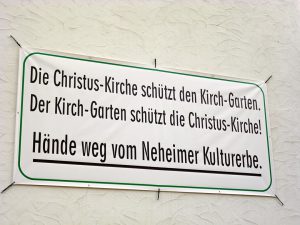 Die Christus-Kirche schützt den Kirch-Garten.
Der Kirch-Garten schützt die Christus-Kirche!
Hände weg vom Neheimer Kulturerbe.